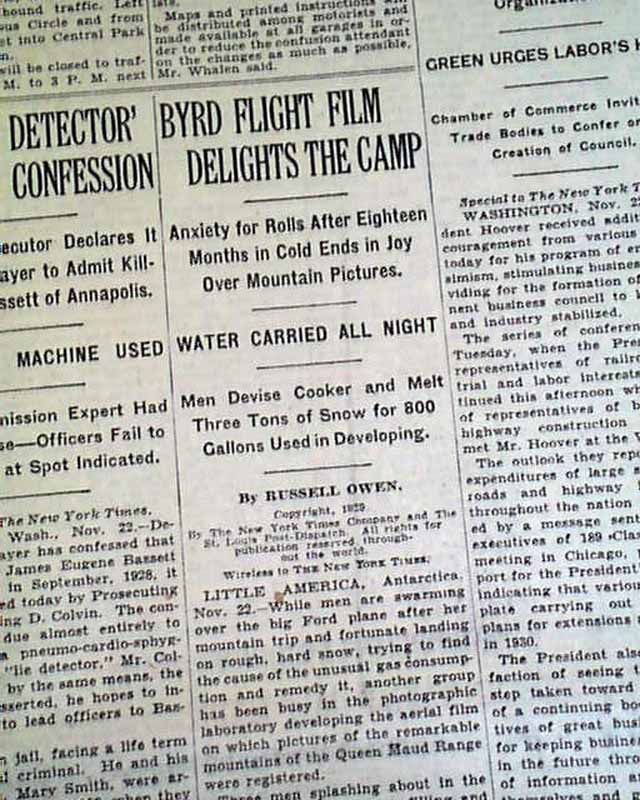 bound traffic. Left
ous Circle and from
et into Central Park
will be closed to traf-
M. to 3 P. M. next
DETECTOR'
CONFESSION
ecutor Declares It
ayer to Admit Kill-
ssett of Annapolis.
MACHINE USED
mission Expert Had
se—Officers Fail to
at Spot Indicated.
The New York Times.
Wash., Nov. 22.—De-
ayer has confessed that
James Eugene Bassett
in September, 1928, it
ed today by Prosecuting
ing D. Colvin. The con-
due almost entirely to
a pneumo-cardio-sphyg-
"lie detector," Mr. Col-
by the same means, the
sserted, he hopes to in-
to lead officers to Bas-
n jail, facing a life term
l criminal. He and his
Mary Smith, were ar-
when they
Maps and printed instructions will
be distributed among motorists and
made available at all garages in or-
der to reduce the confusion attendant
on the changes as much as possible,
Mr. Whalen said.
BYRD FLIGHT FILM
DELIGHTS THE CAMP
Anxiety for Rolls After Eighteen
Months in Cold Ends in Joy
Over Mountain Pictures.
WATER CARRIED ALL NIGHT
Men Devise Cooker and Melt
Three Tons of Snow for 800
Gallons Used in Developing.
By RUSSELL OWEN.
Copyright, 1929,
By The New York Times Company and The
St. Louis Post-Dispatch. All rights for
publication reserved through-
out the world.
Wireless to THE NEW YORK TIMES.
LITTLE AMERICA, Antarctica,
Nov. 22.—While men are swarming
over the big Ford plane after her
mountain trip and fortunate landing
on rough, hard snow, trying to find
the cause of the unusual gas consump-
tion and remedy it, another group
has been busy in the photographic
laboratory developing the aerial film
on which pictures of the remarkable
mountains of the Queen Maud Range
were registered.
Three men splashing about in the
GREEN URGES LABOR'S H
Chamber of Commerce Invit
Trade Bodies to Confer on
Creation of Council.
Special to The New York T
WASHINGTON, Nov. 22
dent Hoover received addit
couragement from various
today for his program of en
simism, stimulating busines
viding for the formation of
nent business council to
and industry stabilized.
The series of conferen
Tuesday, when the Pres
representatives of railro
trial and labor interests
tinued this afternoon wi
of representatives of b
highway construction
met Mr. Hoover at the W
The outlook they repo
expenditures of large
roads and highway
throughout the nation
ed by a message sent
executives of 189 Clas
meeting in Chicago,
port for the President'
indicating that variou
plate carrying out
plans for extensions a
in 1930.
The President also
faction of seeing
step taken toward
of a continuing bo
tives of great bus
for keeping busine
in the future thro
of information a